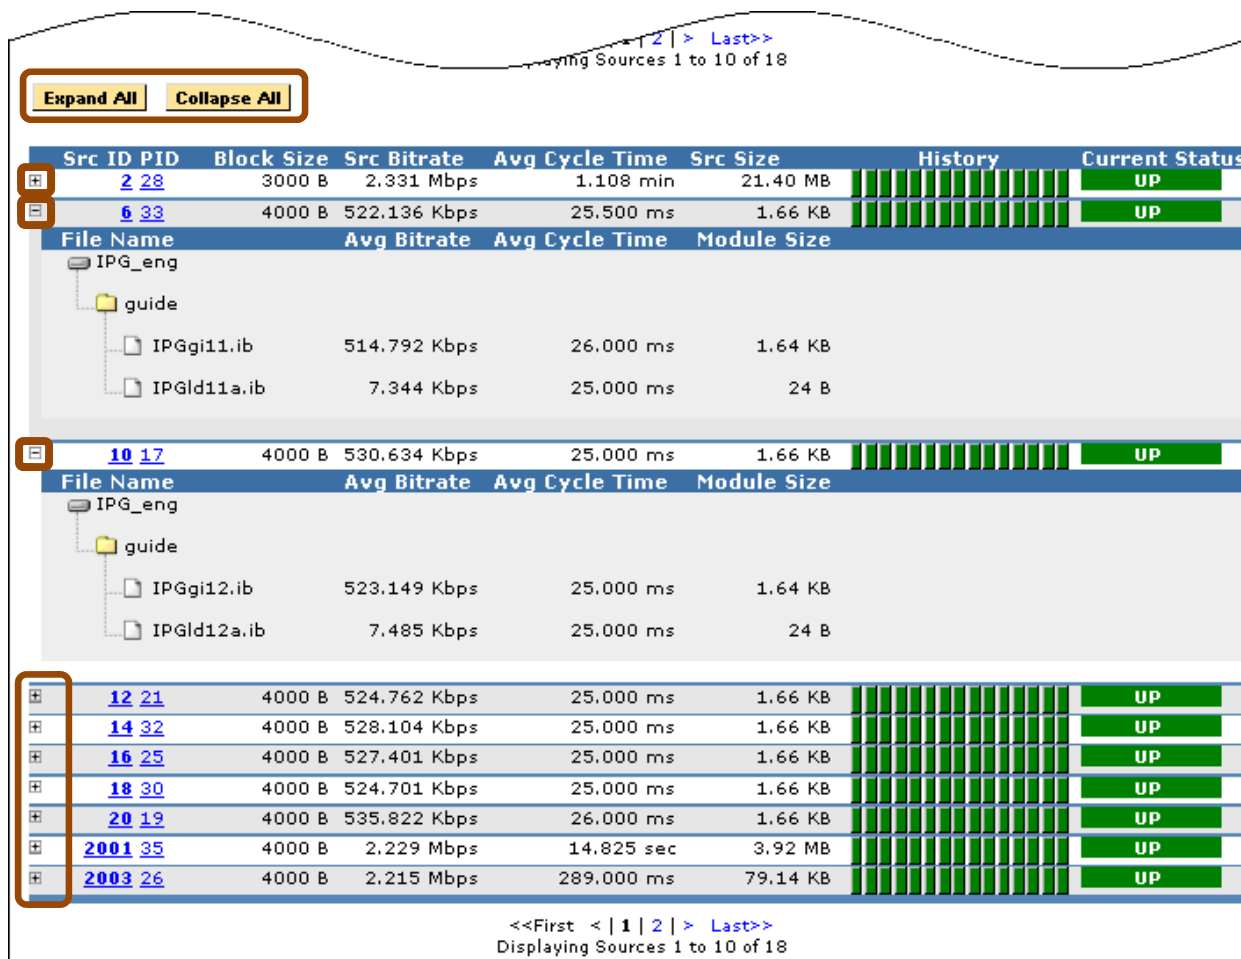 2 | > Last>>
ying Sources 1 to 10 of 18
Expand All Collapse All
Src ID PID Block Size Src Bitrate Avg Cycle Time Src Size History Current Status
2 28 3000 B 2.331 Mbps 1.108 min 21.40 MB UP
6 33 4000 B 522.136 Kbps 25.500 ms 1.66 KB UP
File Name Avg Bitrate Avg Cycle Time Module Size
IPG_eng
guide
IPGgi11.ib 514.792 Kbps 26.000 ms 1.64 KB
IPGld11a.ib 7.344 Kbps 25.000 ms 24 B
10 17 4000 B 530.634 Kbps 25.000 ms 1.66 KB UP
File Name Avg Bitrate Avg Cycle Time Module Size
IPG_eng
guide
IPGgi12.ib 523.149 Kbps 25.000 ms 1.64 KB
IPGld12a.ib 7.485 Kbps 25.000 ms 24 B
12 21 4000 B 524.762 Kbps 25.000 ms 1.66 KB UP
14 32 4000 B 528.104 Kbps 25.000 ms 1.66 KB UP
16 25 4000 B 527.401 Kbps 25.000 ms 1.66 KB UP
18 30 4000 B 524.701 Kbps 25.000 ms 1.66 KB UP
20 19 4000 B 535.822 Kbps 26.000 ms 1.66 KB UP
2001 35 4000 B 2.229 Mbps 14.825 sec 3.92 MB UP
2003 26 4000 B 2.215 Mbps 289.000 ms 79.14 KB UP
<<First < | 1 | 2 | > Last>>
Displaying Sources 1 to 10 of 18